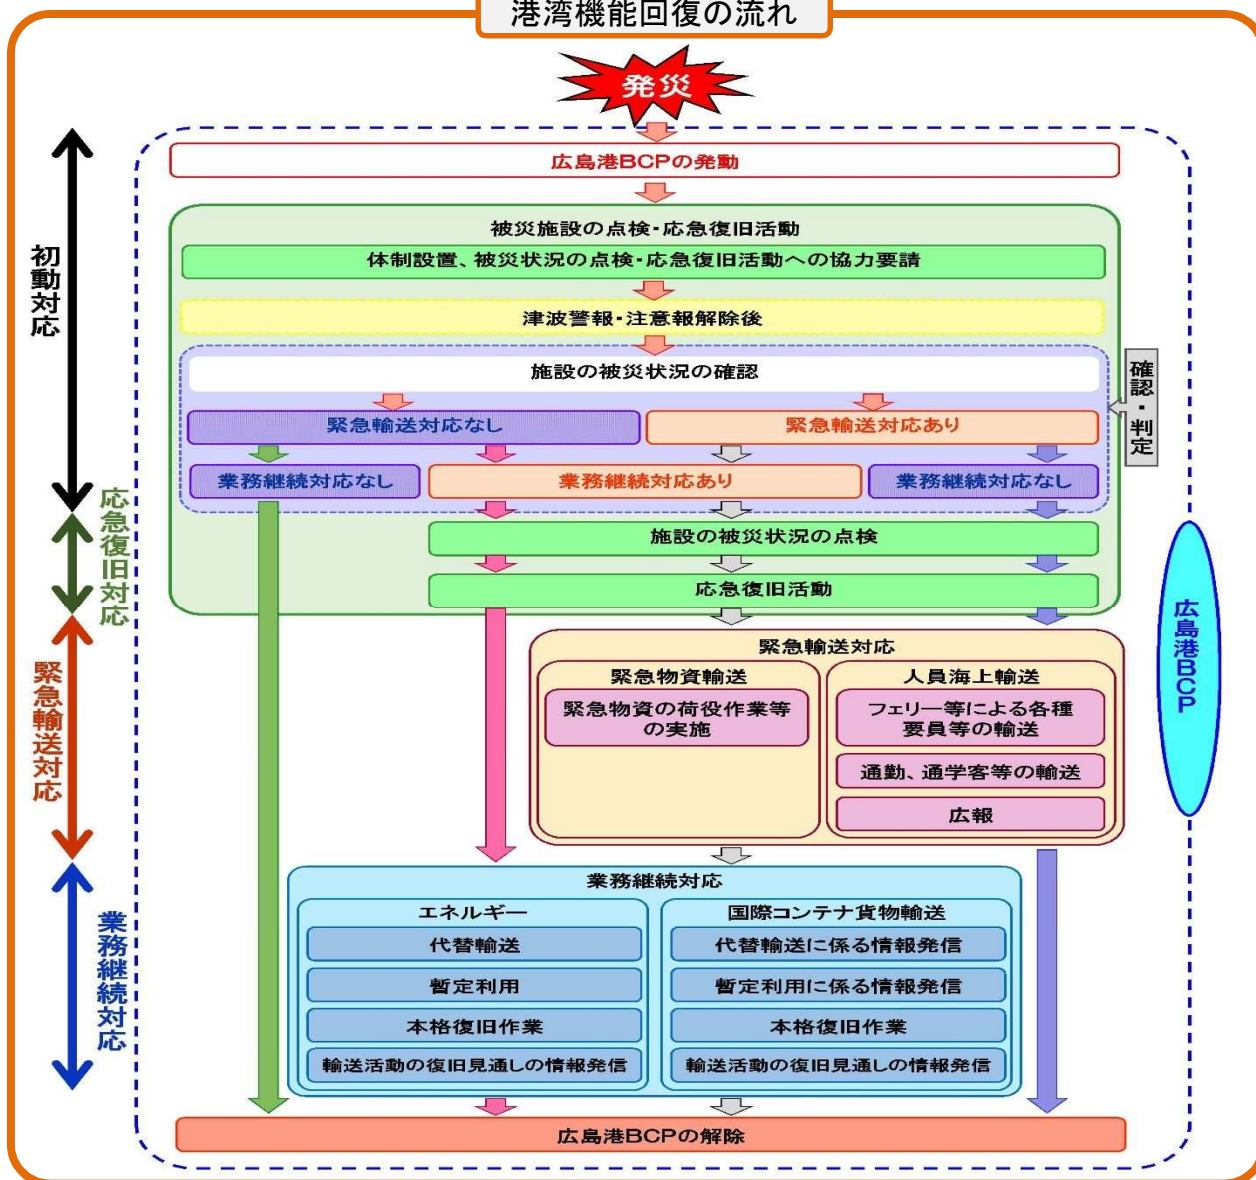 港湾機能回復の流れ
発災
広島港BCPの発動
被災施設の点検・応急復旧活動
体制設置、被災状況の点検・応急復旧活動への協力要請
津波警報・注意報解除後
施設の被災状況の確認
確認・判定
緊急輸送対応なし
緊急輸送対応あり
業務継続対応なし
業務継続対応あり
業務継続対応なし
施設の被災状況の点検
応急復旧活動
初動対応
応急復旧対応
緊急輸送対応
業務継続対応
広島港BCP
緊急輸送対応
緊急物資輸送
緊急物資の荷役作業等
の実施
人員海上輸送
フェリー等による各種
要員等の輸送
通勤、通学客等の輸送
広報
業務継続対応
エネルギー
代替輸送
暫定利用
本格復旧作業
輸送活動の復旧見通しの情報発信
国際コンテナ貨物輸送
代替輸送に係る情報発信
暫定利用に係る情報発信
本格復旧作業
輸送活動の復旧見通しの情報発信
広島港BCPの解除